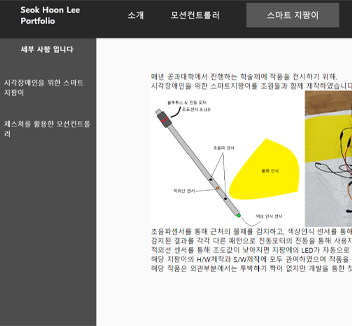 Seok Hoon Lee
Portfolio
소개
모션컨트롤러
스마트 지팡이
세부 사항 입니다
시각장애인을 위한 스마트
지팡이
제스쳐를 활용한 모션컨트롤
러
매년 공과대학에서 진행하는 학술제에 작품을 전시하기 위해,
시각장애인을 위한 스마트지팡이를 조원들과 함께 제작하였습니다
블루투스 & 진동 모터
조도센서 & LED
초음파 센서
물체 인식
적외선 센서
색상 인식 센서
초음파센서를 통해 근처의 물체를 감지하고, 색상인식 센서를 통해
감지된 결과를 각각 다른 패턴으로 진동모터의 진동을 통해 사용자
적외선 센서를 통해 조도값이 낮아지면 지팡이에 LED가 자동으로
해당 지팡이의 H/W제작과 S/W제작에 모두 관여하였으며 작품을
해당 작품은 외관부분에서는 투박하기 짝이 없지만 개발을 통한 첫